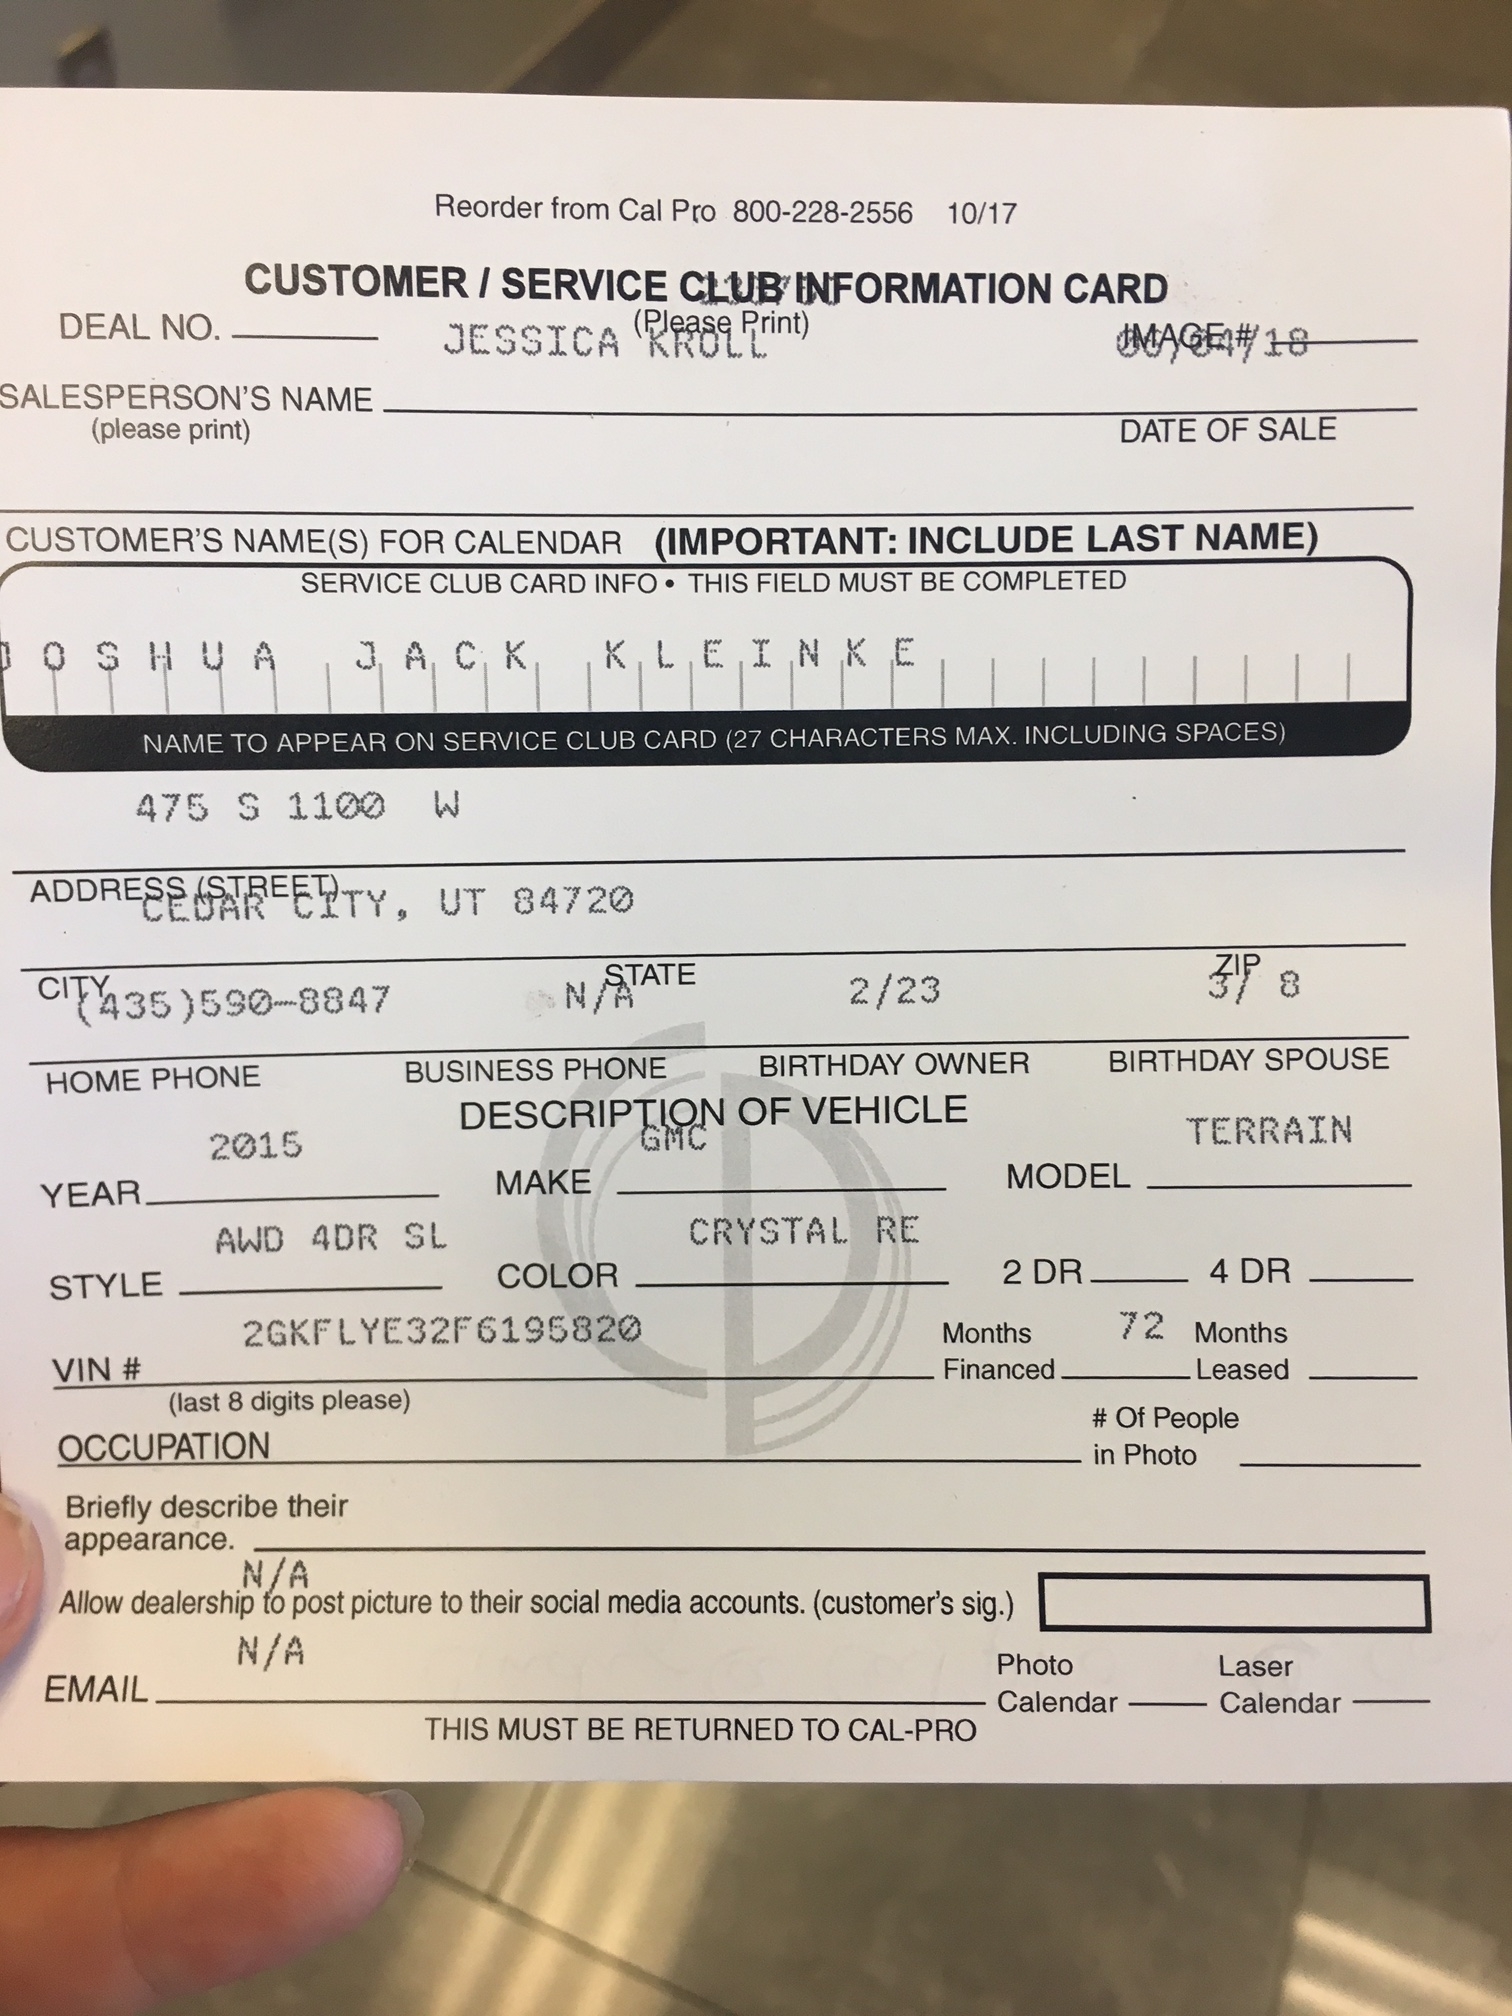 Reorder from Cal Pro 800-228-2556 10/17
CUSTOMER / SERVICE CLUB INFORMATION CARD
(Please Print)
DEAL NO.
JESSICA KROLL
IMAGE#
/04/18
SALESPERSON'S NAME
(please print)
DATE OF SALE
CUSTOMER'S NAME(S) FOR CALENDAR (IMPORTANT: INCLUDE LAST NAME)
SERVICE CLUB CARD INFO • THIS FIELD MUST BE COMPLETED
JOSHUA JACK KLEINKE
NAME TO APPEAR ON SERVICE CLUB CARD (27 CHARACTERS MAX. INCLUDING SPACES)
475 S 1100 W
ADDRESS (STREET)
CEDAR CITY, UT 84720
CITY STATE ZIP
(435)590-8847 N/A 2/23 3/ 8
HOME PHONE BUSINESS PHONE BIRTHDAY OWNER BIRTHDAY SPOUSE
DESCRIPTION OF VEHICLE
2015 GMC TERRAIN
YEAR MAKE MODEL
AWD 4DR SL CRYSTAL RE
STYLE COLOR 2 DR 4 DR
2GKFLYE32F6195820 Months 72 Months
VIN # Financed Leased
(last 8 digits please)
# Of People
OCCUPATION in Photo
Briefly describe their
appearance.
N/A
Allow dealership to post picture to their social media accounts. (customer's sig.)
N/A
Photo Laser
EMAIL Calendar Calendar
THIS MUST BE RETURNED TO CAL-PRO